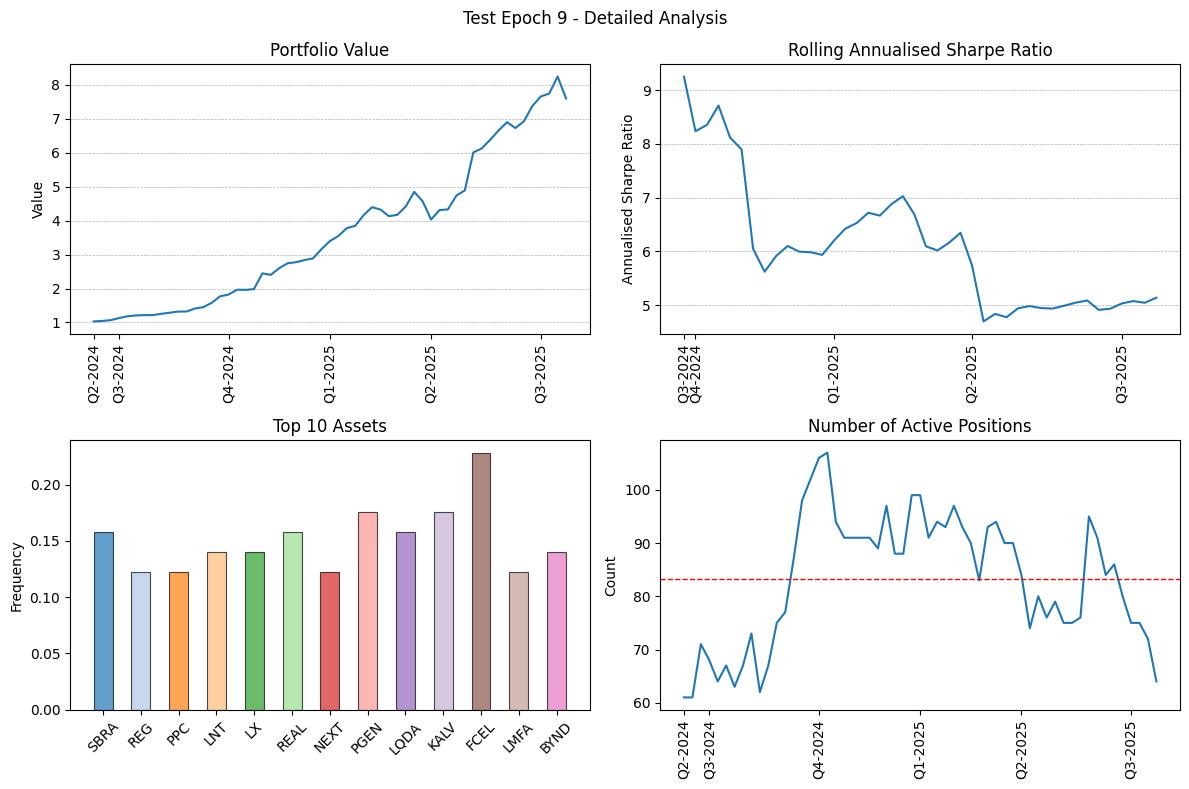 Test Epoch 9 - Detailed Analysis
Portfolio Value
Value
8
7
6
5
4
3
2
1
Q2-2024
Q3-2024
Q4-2024
Q1-2025
Q2-2025
Q3-2025
Rolling Annualised Sharpe Ratio
Annualised Sharpe Ratio
9
8
7
6
5
Q3-2024
Q4-2024
Q1-2025
Q2-2025
Q3-2025
Top 10 Assets
Frequency
0.20
0.15
0.10
0.05
0.00
SBRA
REG
PPC
LNT
LX
REAL
NEXT
PGEN
LQDA
KALV
FCEL
LMFA
BYND
Number of Active Positions
Count
100
90
80
70
60
Q2-2024
Q3-2024
Q4-2024
Q1-2025
Q2-2025
Q3-2025